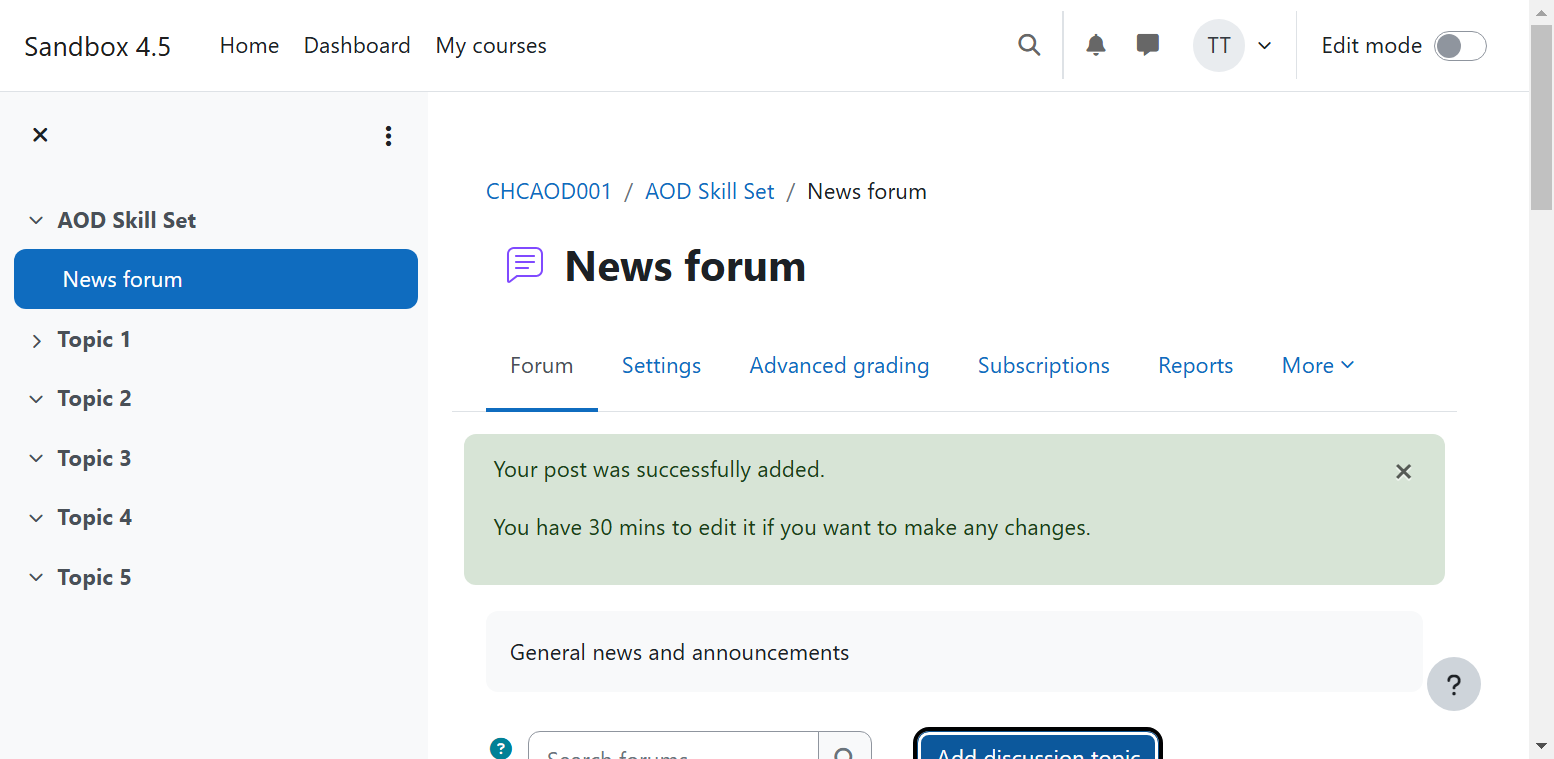 Sandbox 4.5 Home Dashboard My courses TT Edit mode
AOD Skill Set
News forum
Topic 1
Topic 2
Topic 3
Topic 4
Topic 5
CHCAOD001 / AOD Skill Set / News forum
News forum
Forum Settings Advanced grading Subscriptions Reports More
Your post was successfully added.
You have 30 mins to edit it if you want to make any changes.
General news and announcements
?
? Search forums Add discussion topic